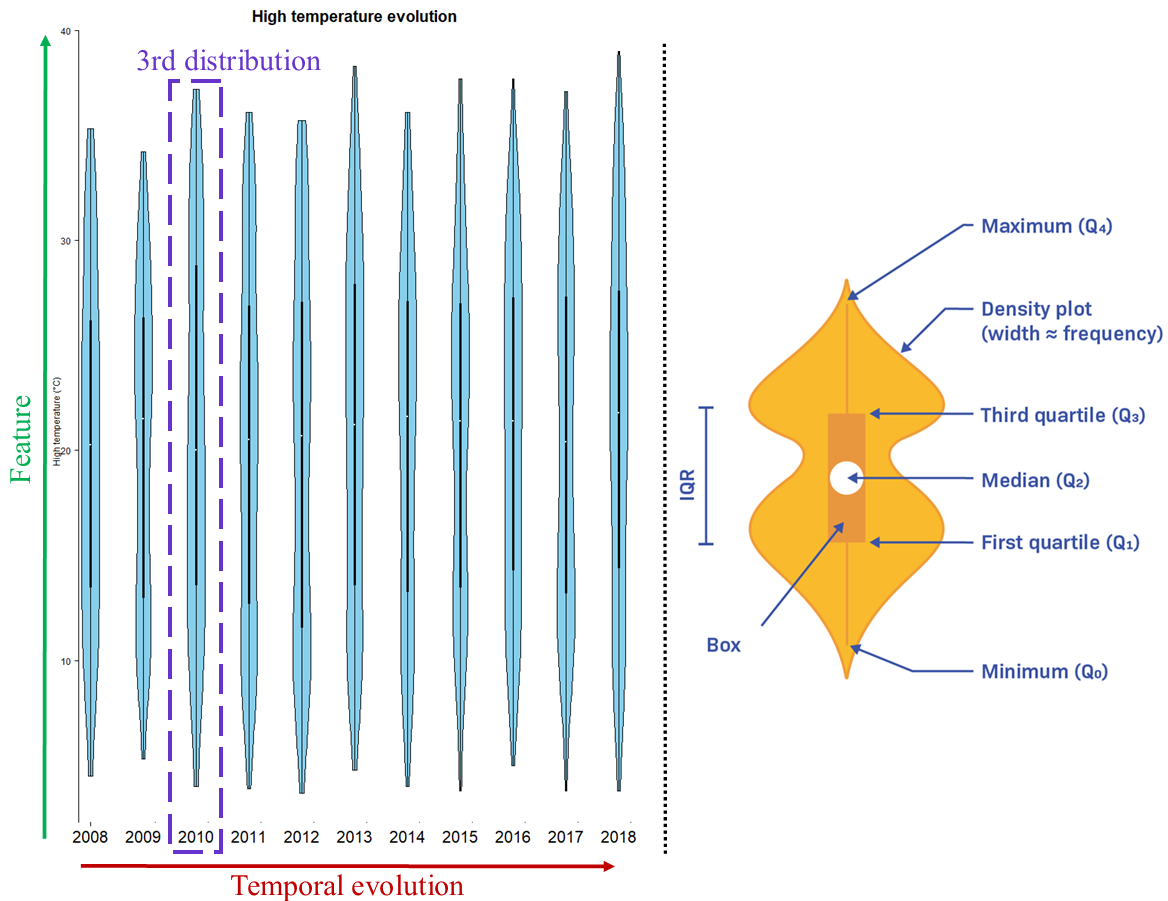 High temperature evolution
40
3rd distribution
30
20
10
High temperature (°C)
Feature
2008 2009 2010 2011 2012 2013 2014 2015 2016 2017 2018
Temporal evolution
Maximum (Q₄)
Density plot
(width ≈ frequency)
Third quartile (Q₃)
IQR
Median (Q₂)
First quartile (Q₁)
Box
Minimum (Q₀)